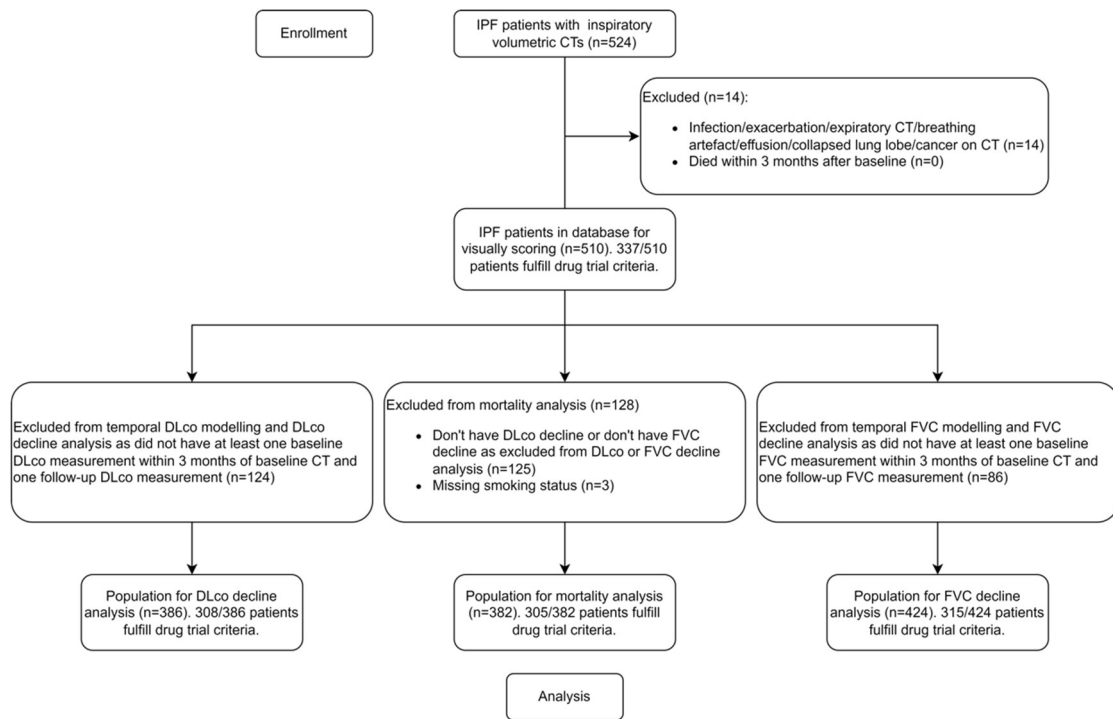 Enrollment
IPF patients with inspiratory
volumetric CTs (n=524)
Excluded (n=14):
• Infection/exacerbation/expiratory CT/breathing
artefact/effusion/collapsed lung lobe/cancer on CT (n=14)
• Died within 3 months after baseline (n=0)
IPF patients in database for
visually scoring (n=510). 337/510
patients fulfill drug trial criteria.
Excluded from temporal DLco modelling and DLco
decline analysis as did not have at least one baseline
DLco measurement within 3 months of baseline CT and
one follow-up DLco measurement (n=124)
Excluded from mortality analysis (n=128)
• Don't have DLco decline or don't have FVC
decline as excluded from DLco or FVC decline
analysis (n=125)
• Missing smoking status (n=3)
Excluded from temporal FVC modelling and FVC
decline analysis as did not have at least one baseline
FVC measurement within 3 months of baseline CT and
one follow-up FVC measurement (n=86)
Population for DLco decline
analysis (n=386). 308/386 patients
fulfill drug trial criteria.
Population for mortality analysis
(n=382). 305/382 patients fulfill
drug trial criteria.
Population for FVC decline
analysis (n=424). 315/424 patients
fulfill drug trial criteria.
Analysis